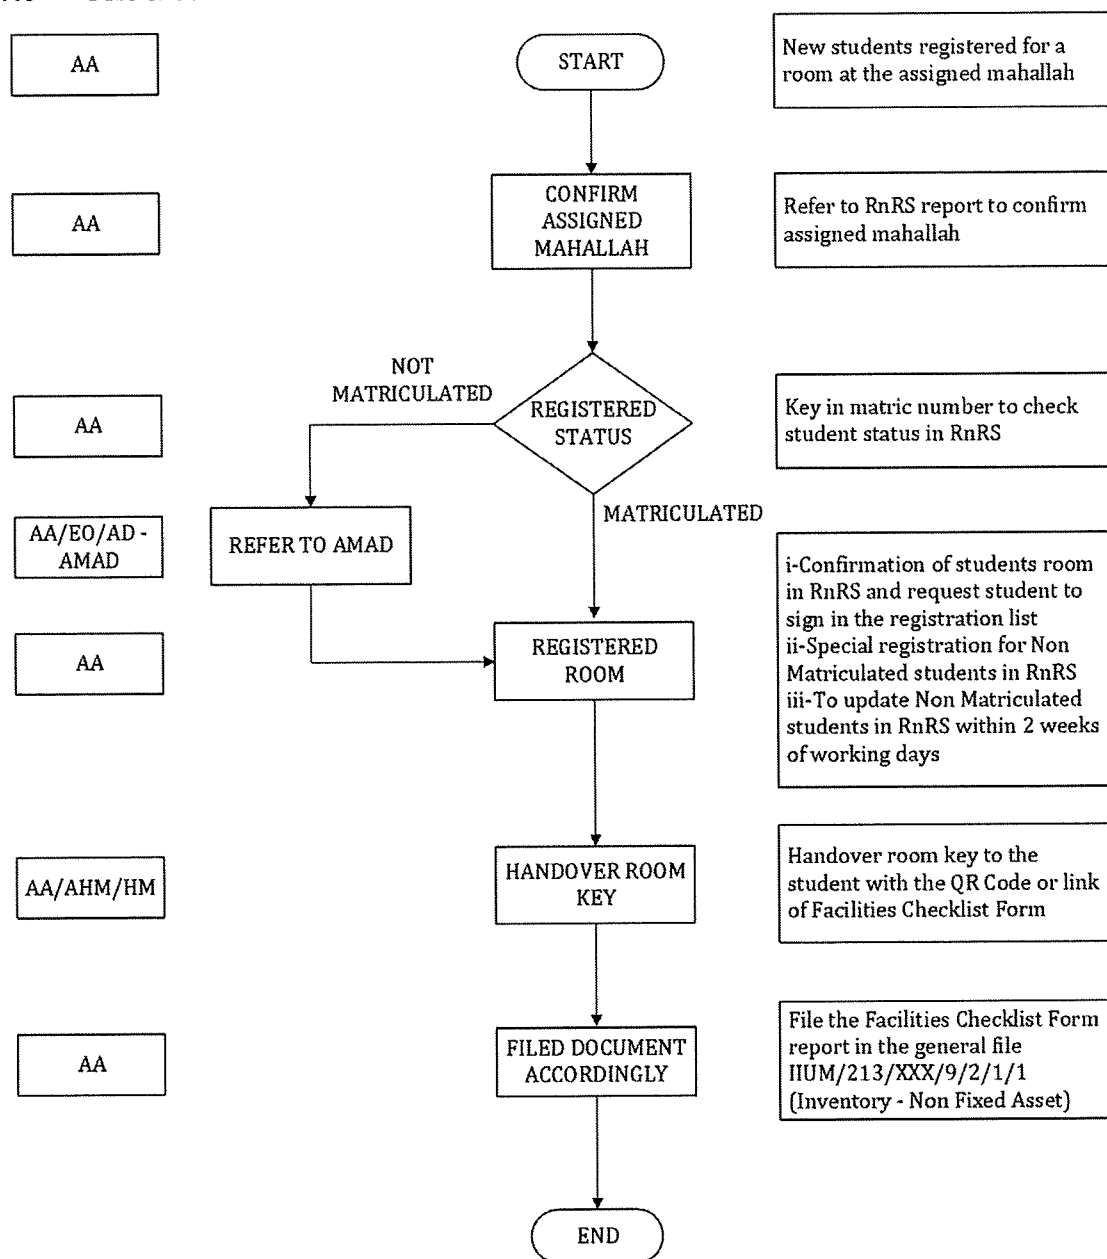 AA
START
New students registered for a
room at the assigned mahallah
AA
CONFIRM
ASSIGNED
MAHALLAH
Refer to RnRS report to confirm
assigned mahallah
NOT
MATRICULATED
AA
REGISTERED
STATUS
Key in matric number to check
student status in RnRS
MATRICULATED
AA/EO/AD -
AMAD
REFER TO AMAD
i-Confirmation of students room
in RnRS and request student to
sign in the registration list
ii-Special registration for Non
Matriculated students in RnRS
iii-To update Non Matriculated
students in RnRS within 2 weeks
of working days
AA
REGISTERED
ROOM
AA/AHM/HM
HANDOVER ROOM
KEY
Handover room key to the
student with the QR Code or link
of Facilities Checklist Form
AA
FILED DOCUMENT
ACCORDINGLY
File the Facilities Checklist Form
report in the general file
IIUM/213/XXX/9/2/1/1
(Inventory - Non Fixed Asset)
END